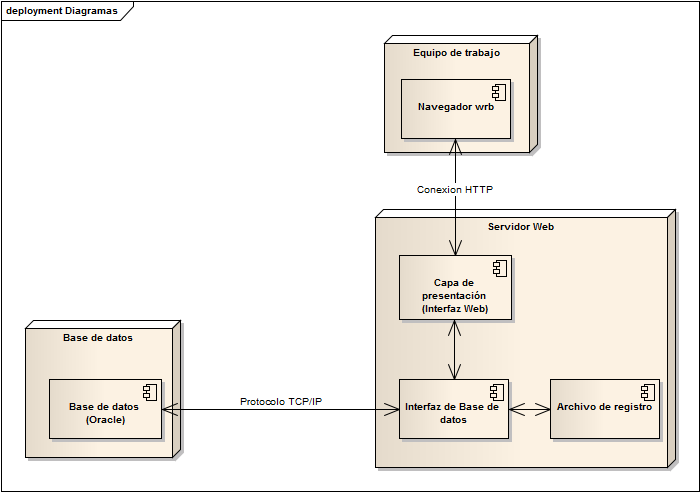 deployment Diagramas
Equipo de trabajo
Navegador wrb
Conexion HTTP
Servidor Web
Capa de
presentación
(Interfaz Web)
Base de datos
Base de datos
(Oracle)
Protocolo TCP/IP
Interfaz de Base de
datos
Archivo de registro